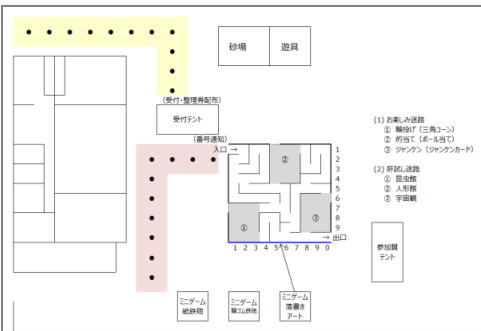 砂場
遊具
(受付・整理券配布)
受付テント
(番号通知)
入口 →
1
2
3
4
5
6
7
8
9
→ 出口
1 2 3 4 5 6 7 8 9 0
①
②
③
(1) お楽しみ迷路
① 輪投げ (三角コーン)
② 的当て (ボール当て)
③ ジャンケン (ジャンケンカード)
(2) 肝試し迷路
① 昆虫館
② 人形館
③ 宇宙観
参加賞
テント
ミニゲーム
紙鉄砲
ミニゲーム
輪ゴム鉄砲
ミニゲーム
落書き
アート